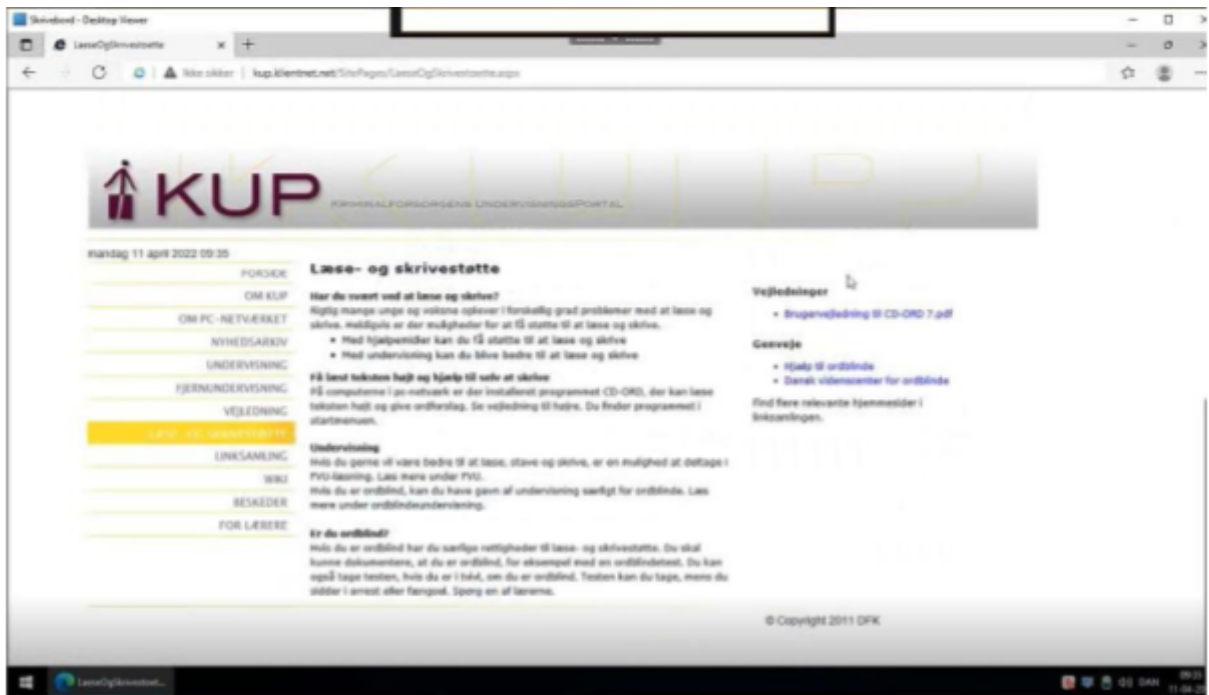 Skrivebord - Desktop Viewer
LaeseOgSkrivestoette
Ikke sikker | kup.klientnet.net/SitePages/LaeseOgSkrivestoette.aspx
KUP
KRIMINALFORSORGENS UNDERVISNINGSPORTAL
mandag 11 april 2022 09:35
FORSIDE
OM KUP
OM PC-NETVÆRKET
NYHEDSARKIV
UNDERVISNING
FJERNUNDERVISNING
VEJLEDNING
LÆSE- OG SKRIVESTØTTE
LINKSAMLING
WIKI
BESKEDER
FOR LÆRERE
Læse- og skrivestøtte
Har du svært ved at læse og skrive?
Rigtig mange unge og voksne oplever i forskellig grad problemer med at læse og
skrive. Heldigvis er der muligheder for at få støtte til at læse og skrive.
• Med hjælpemidler kan du få støtte til at læse og skrive
• Med undervisning kan du blive bedre til at læse og skrive
Få læst teksten højt og hjælp til selv at skrive
På computerne i pc-netværk er der installeret programmet CD-ORD, der kan læse
teksten højt og give ordforslag. Se vejledning til højre. Du finder programmet i
startmenuen.
Undervisning
Hvis du gerne vil være bedre til at læse, stave og skrive, er en mulighed at deltage i
FVU-læsning. Læs mere under FVU.
Hvis du er ordblind, kan du have gavn af undervisning særligt for ordblinde. Læs
mere under ordblindeundervisning.
Er du ordblind?
Hvis du er ordblind har du særlige rettigheder til læse- og skrivestøtte. Du skal
kunne dokumentere, at du er ordblind, for eksempel med en ordblindetest. Du kan
også tage testen, hvis du er i tvivl, om du er ordblind. Testen kan du tage, mens du
sidder i arrest eller fængsel. Spørg en af lærerne.
Vejledninger
• Brugervejledning til CD-ORD 7.pdf
Genveje
• Hjælp til ordblinde
• Dansk videnscenter for ordblinde
Find flere relevante hjemmesider i
linksamlingen.
© Copyright 2011 DFK
LaeseOgSkrivestoet...
DAN
09:35
11-04-20